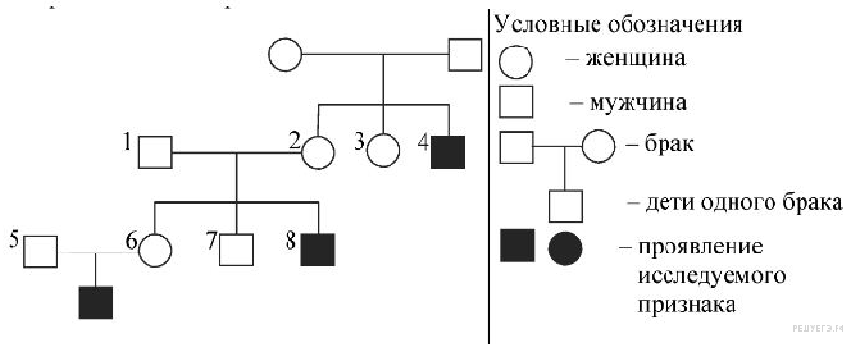 Условные обозначения
– женщина
– мужчина
– брак
– дети одного брака
– проявление
исследуемого
признака
1
2
3
4
5
6
7
8